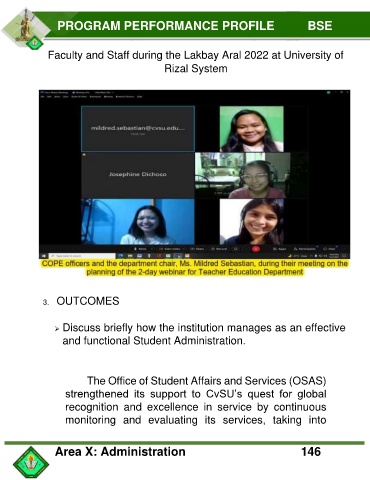 PROGRAM PERFORMANCE PROFILE BSE
Faculty and Staff during the Lakbay Aral 2022 at University of
Rizal System
mildred.sebastian@cvsu.edu...
Josephine Dichoso
COPE officers and the department chair, Ms. Mildred Sebastian, during their meeting on the
planning of the 2-day webinar for Teacher Education Department
3. OUTCOMES
➢ Discuss briefly how the institution manages as an effective
and functional Student Administration.
The Office of Student Affairs and Services (OSAS)
strengthened its support to CvSU's quest for global
recognition and excellence in service by continuous
monitoring and evaluating its services, taking into
Area X: Administration 146